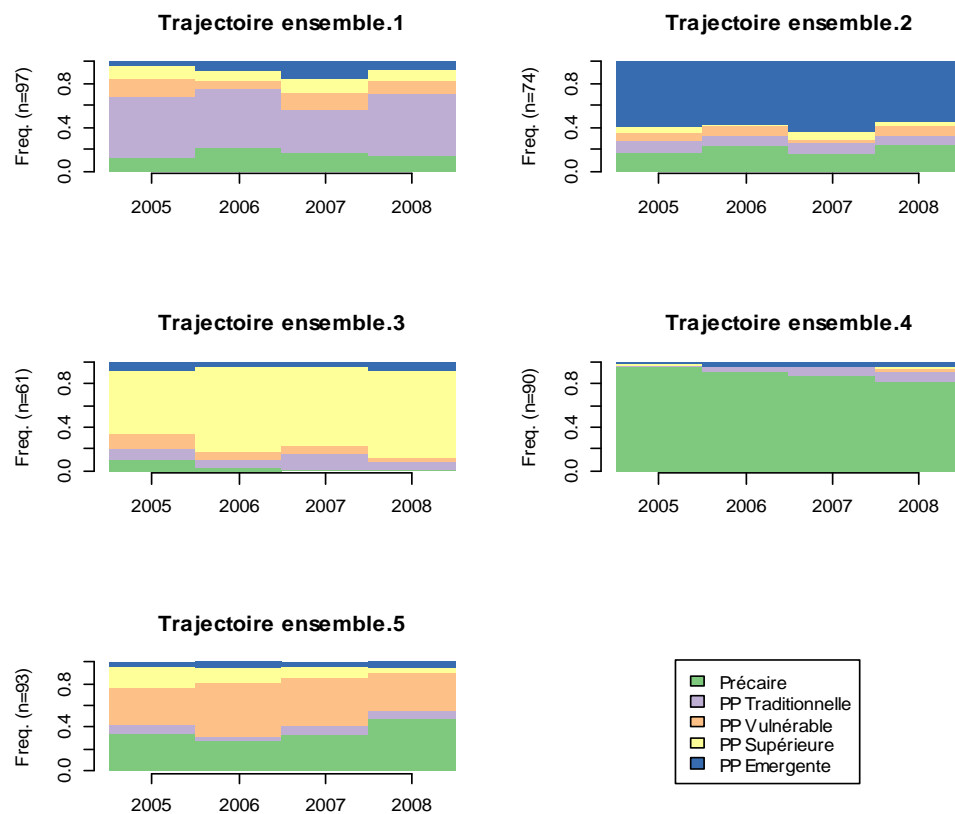 Trajectoire ensemble.1
Freq. (n=97)
0.0 0.4 0.8
2005 2006 2007 2008
Trajectoire ensemble.2
Freq. (n=74)
0.0 0.4 0.8
2005 2006 2007 2008
Trajectoire ensemble.3
Freq. (n=61)
0.0 0.4 0.8
2005 2006 2007 2008
Trajectoire ensemble.4
Freq. (n=90)
0.0 0.4 0.8
2005 2006 2007 2008
Trajectoire ensemble.5
Freq. (n=93)
0.0 0.4 0.8
2005 2006 2007 2008
Précaire
PP Traditionnelle
PP Vulnérable
PP Supérieure
PP Emergente